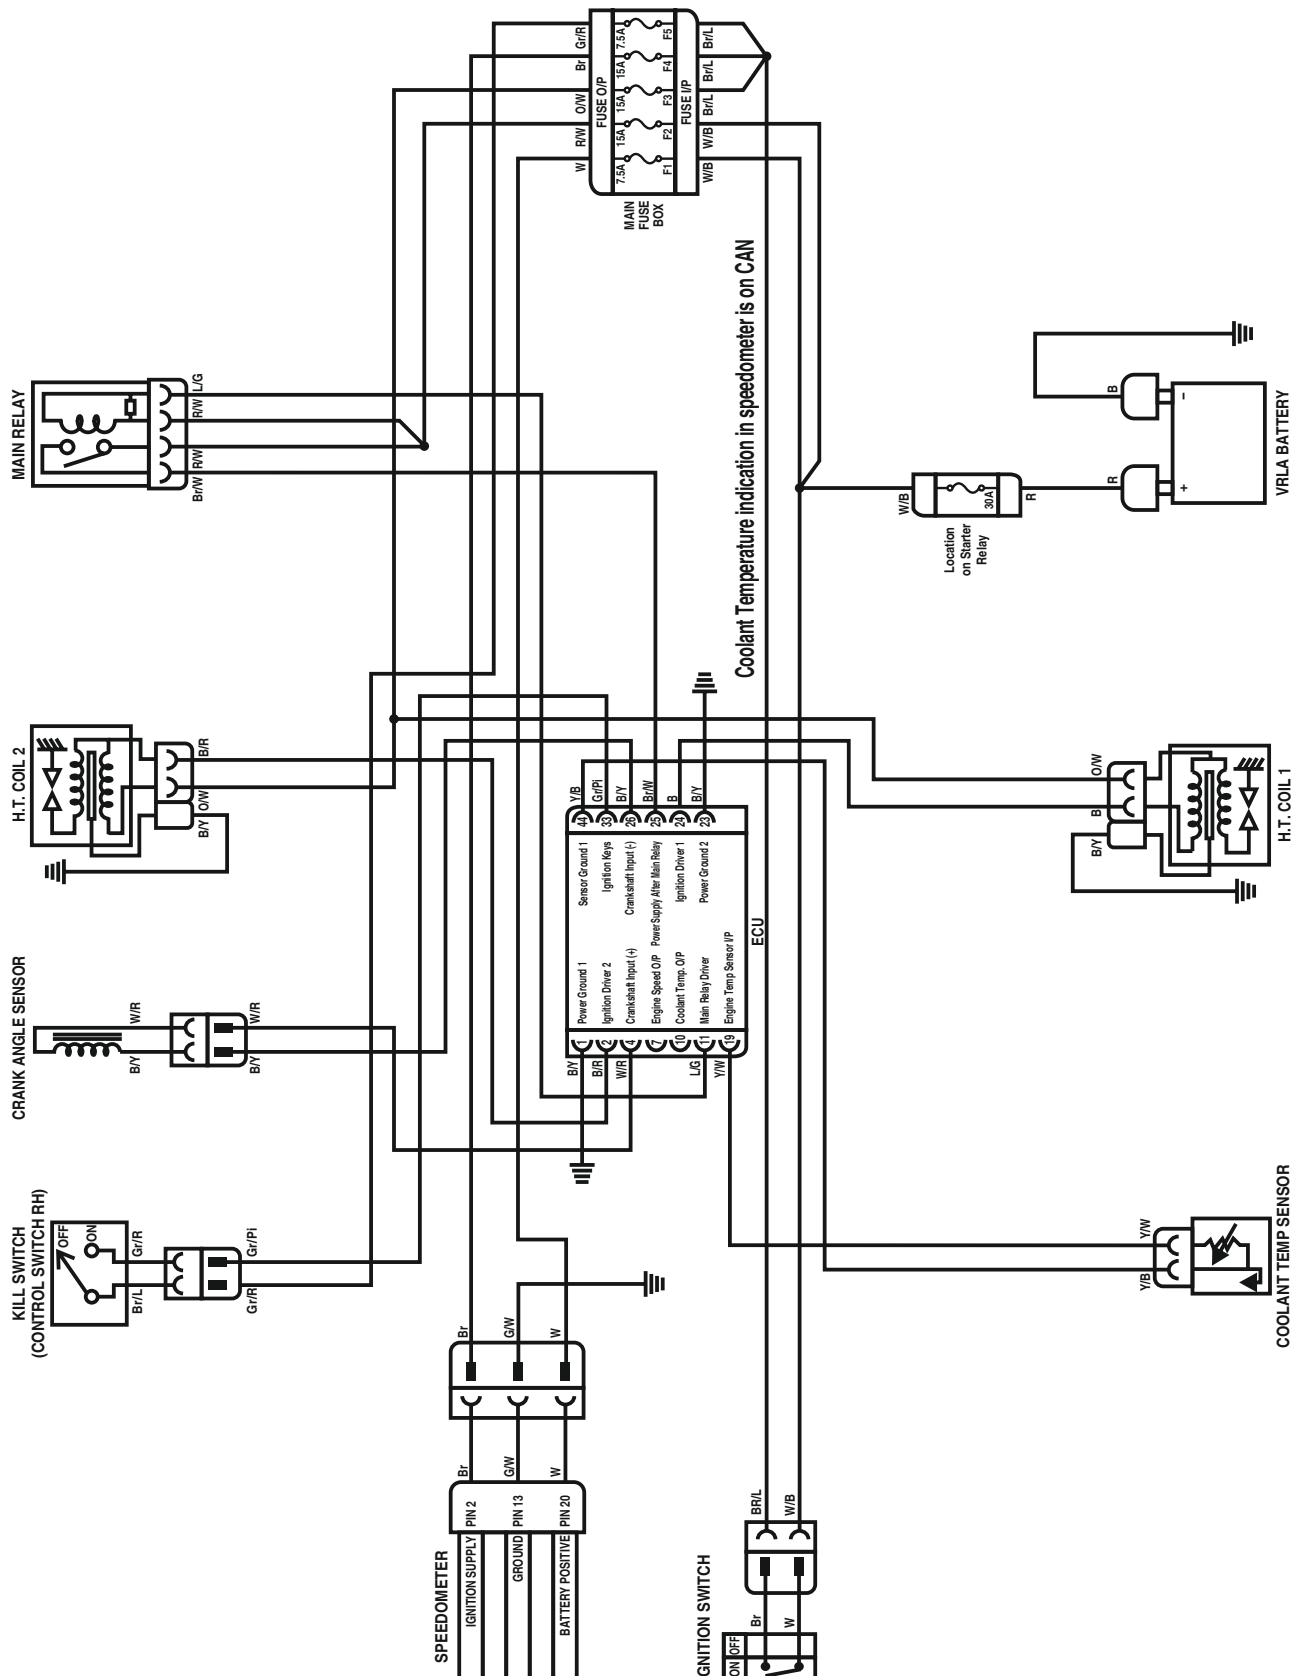 MAIN RELAY
L/G
R/W
R/W
Br/W
H.T. COIL 2
B/R
O/W
B/Y
CRANK ANGLE SENSOR
W/R
B/Y
W/R
B/Y
KILL SWITCH
(CONTROL SWITCH RH)
OFF
ON
Gr/R
Br/L
Gr/Pi
Gr/R
Gr/R
Br
O/W
R/W
W
FUSE O/P
7.5A
15A
15A
15A
7.5A
F5
F4
F3
F2
F1
FUSE I/P
Br/L
Br/L
Br/L
W/B
W/B
MAIN
FUSE
BOX
Coolant Temperature indication in speedometer is on CAN
Y/B
Gr/Pi
B/Y
Br/W
B
B/Y
44
33
26
25
24
23
Sensor Ground 1
Ignition Keys
Crankshaft Input (-)
Power Supply After Main Relay
Ignition Driver 1
Power Ground 2
Power Ground 1
Ignition Driver 2
Crankshaft Input (+)
Engine Speed O/P
Coolant Temp. O/P
Main Relay Driver
Engine Temp Sensor I/P
1
2
4
7
10
11
19
B/Y
B/R
W/R
L/G
Y/W
ECU
Br
G/W
W
Br
G/W
W
PIN 2
PIN 13
PIN 20
SPEEDOMETER
IGNITION SUPPLY
GROUND
BATTERY POSITIVE
BR/L
W/B
GNITION SWITCH
Br
W
OFF
ON
W/B
30A
R
Location
on Starter
Relay
B
R
−
+
VRLA BATTERY
O/W
B
B/Y
H.T. COIL 1
Y/W
Y/B
COOLANT TEMP SENSOR